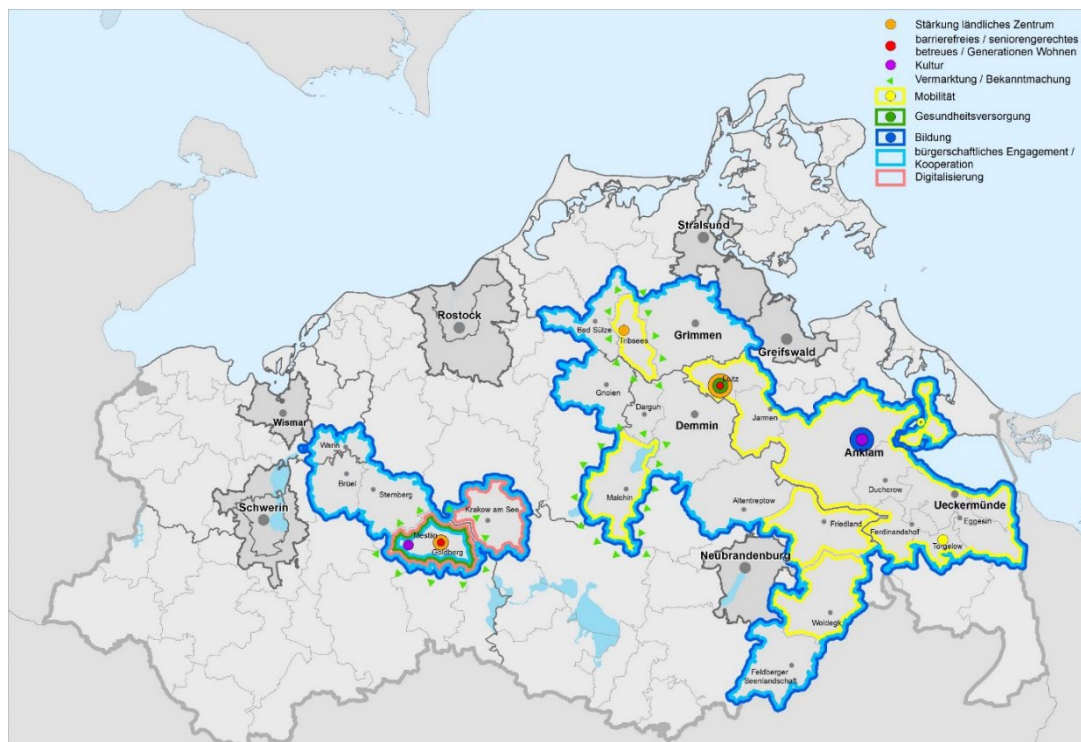 Stärkung ländliches Zentrum
barrierefreies / seniorengerechtes
betreues / Generationen Wohnen
Kultur
Vermarktung / Bekanntmachung
Mobilität
Gesundheitsversorgung
Bildung
bürgerschaftliches Engagement /
Kooperation
Digitalisierung
Stralsund
Rostock
Bad Sülze
Tribsees
Grimmen
Greifswald
Gnoien
Loitz
Dargun
Demmin
Jarmen
Wismar
Warin
Anklam
Brüel
Sternberg
Malchin
Altentreptow
Ducherow
Ueckermünde
Schwerin
Krakow am See
Friedland
Ferdinandshof
Eggesin
Mestlin
Goldberg
Neubrandenburg
Torgelow
Woldegk
Feldberger
Seenlandschaft